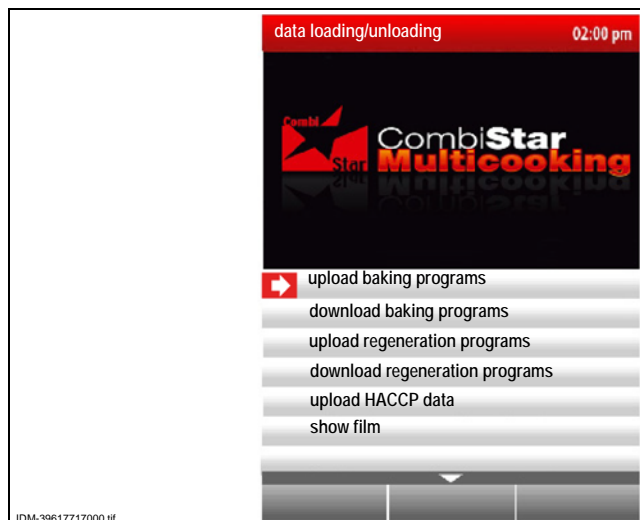 data loading/unloading 02:00 pm
Combi
Star
CombiStar
Multicooking
upload baking programs
download baking programs
upload regeneration programs
download regeneration programs
upload HACCP data
show film
IDM-39617717000.tif